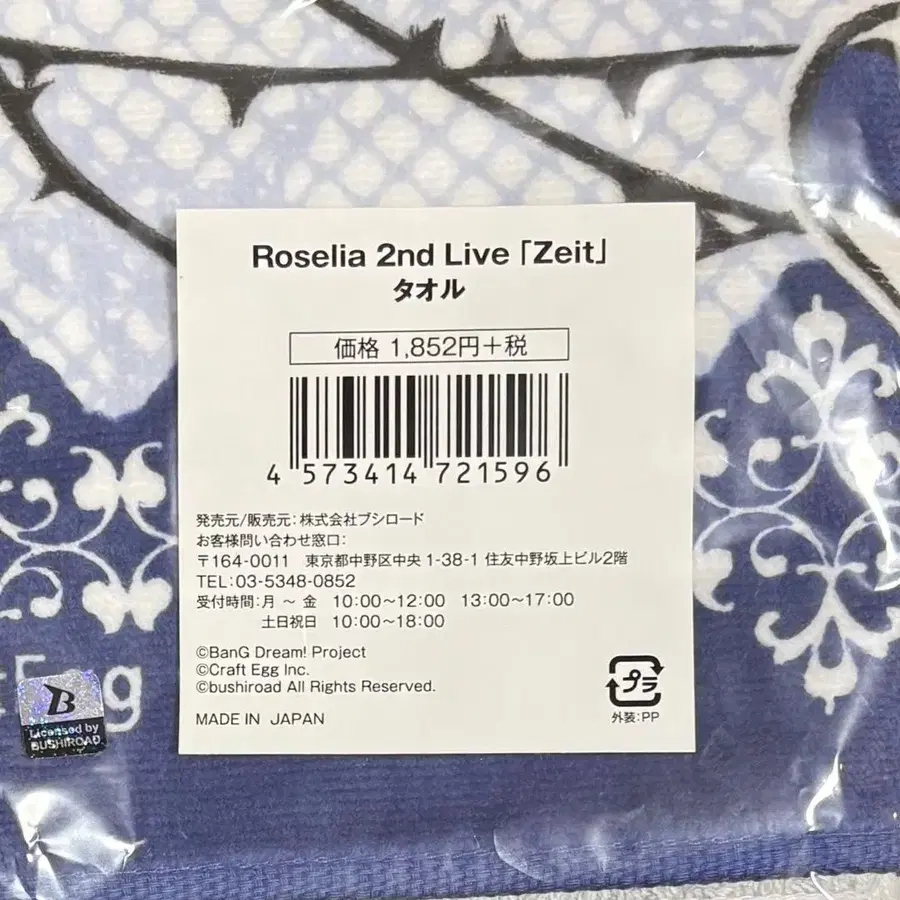 Roselia 2nd Live「Zeit」
タオル
価格 1,852円+税
4 573414 721596
発売元/販売元：株式会社ブシロード
お客様問い合わせ窓口：
〒164-0011 東京都中野区中央 1-38-1 住友中野坂上ビル2階
TEL:03-5348-0852
受付時間：月 ～ 金 10:00～12:00 13:00～17:00
土日祝日 10:00～18:00
©BanG Dream! Project
©Craft Egg Inc.
©bushiroad All Rights Reserved.
MADE IN JAPAN
プラ
外装：PP
B
Licensed by
BUSHIROAD